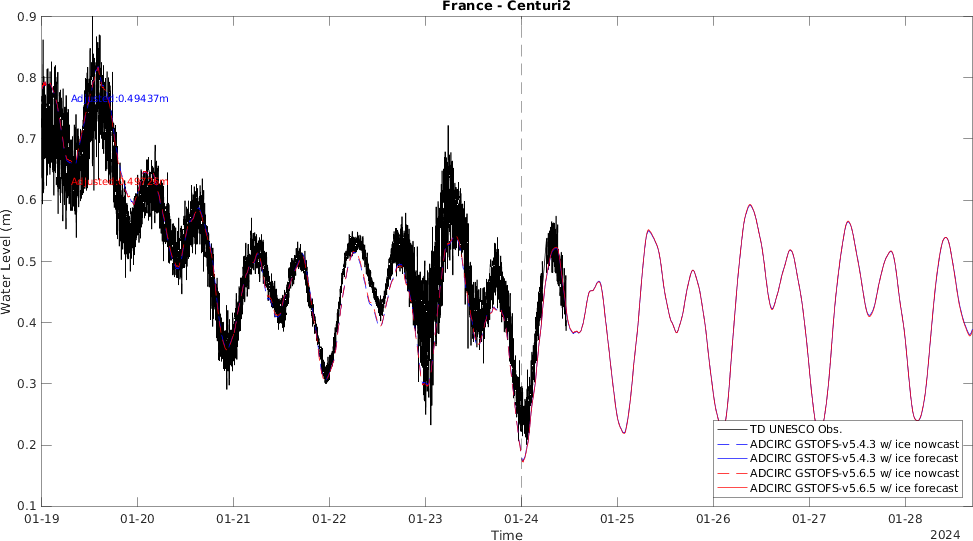 France - Centuri2
0.9
0.8
0.7
0.6
0.5
0.4
0.3
0.2
0.1
Water Level (m)
01-19
01-20
01-21
01-22
01-23
01-24
01-25
01-26
01-27
01-28
Time
2024
TD UNESCO Obs.
ADCIRC GSTOFS-v5.4.3 w/ ice nowcast
ADCIRC GSTOFS-v5.4.3 w/ ice forecast
ADCIRC GSTOFS-v5.6.5 w/ ice nowcast
ADCIRC GSTOFS-v5.6.5 w/ ice forecast